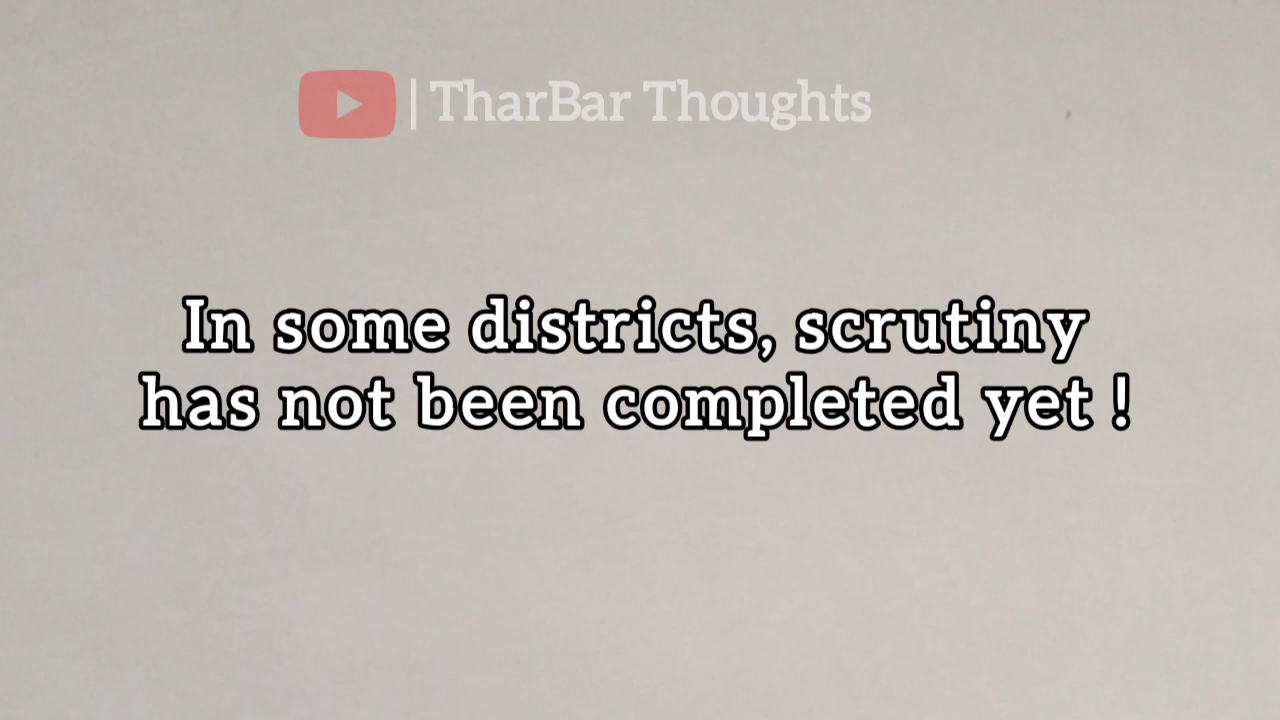 | TharBar Thoughts
In some districts, scrutiny
has not been completed yet !